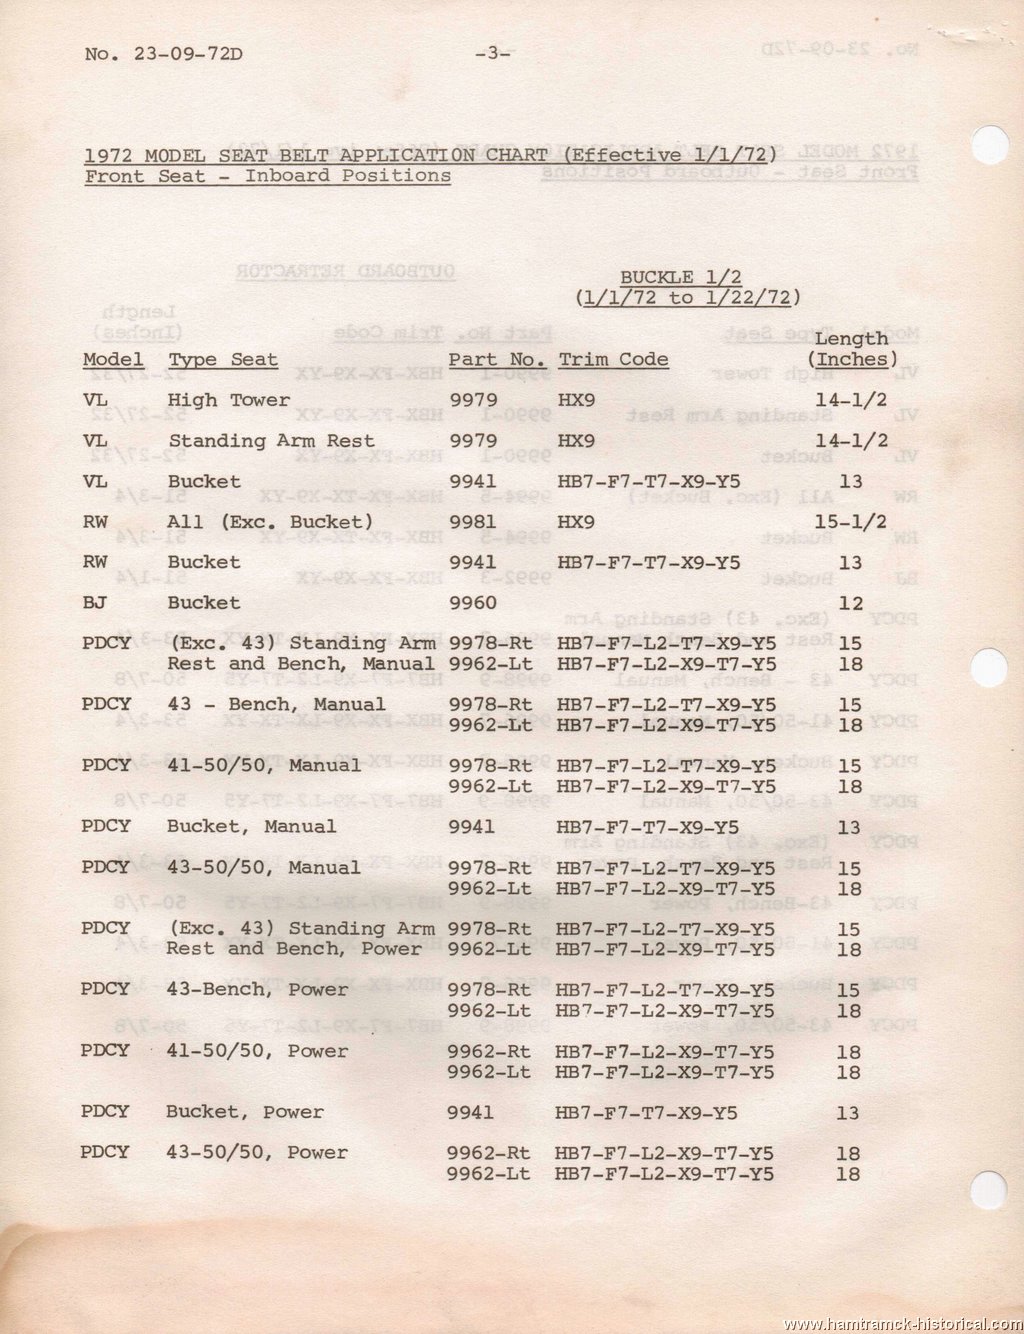 No. 23-09-72D -3-
1972 MODEL SEAT BELT APPLICATION CHART (Effective 1/1/72)
Front Seat - Inboard Positions
BUCKLE 1/2
(1/1/72 to 1/22/72)
Length
Model Type Seat Part No. Trim Code (Inches)
VL High Tower 9979 HX9 14-1/2
VL Standing Arm Rest 9979 HX9 14-1/2
VL Bucket 9941 HB7-F7-T7-X9-Y5 13
RW All (Exc. Bucket) 9981 HX9 15-1/2
RW Bucket 9941 HB7-F7-T7-X9-Y5 13
BJ Bucket 9960 12
PDCY (Exc. 43) Standing Arm 9978-Rt HB7-F7-L2-T7-X9-Y5 15
Rest and Bench, Manual 9962-Lt HB7-F7-L2-X9-T7-Y5 18
PDCY 43 - Bench, Manual 9978-Rt HB7-F7-L2-T7-X9-Y5 15
9962-Lt HB7-F7-L2-X9-T7-Y5 18
PDCY 41-50/50, Manual 9978-Rt HB7-F7-L2-T7-X9-Y5 15
9962-Lt HB7-F7-L2-X9-T7-Y5 18
PDCY Bucket, Manual 9941 HB7-F7-T7-X9-Y5 13
PDCY 43-50/50, Manual 9978-Rt HB7-F7-L2-T7-X9-Y5 15
9962-Lt HB7-F7-L2-X9-T7-Y5 18
PDCY (Exc. 43) Standing Arm 9978-Rt HB7-F7-L2-T7-X9-Y5 15
Rest and Bench, Power 9962-Lt HB7-F7-L2-X9-T7-Y5 18
PDCY 43-Bench, Power 9978-Rt HB7-F7-L2-T7-X9-Y5 15
9962-Lt HB7-F7-L2-X9-T7-Y5 18
PDCY 41-50/50, Power 9962-Rt HB7-F7-L2-X9-T7-Y5 18
9962-Lt HB7-F7-L2-X9-T7-Y5 18
PDCY Bucket, Power 9941 HB7-F7-T7-X9-Y5 13
PDCY 43-50/50, Power 9962-Rt HB7-F7-L2-X9-T7-Y5 18
9962-Lt HB7-F7-L2-X9-T7-Y5 18
www.hamtramck-historical.com